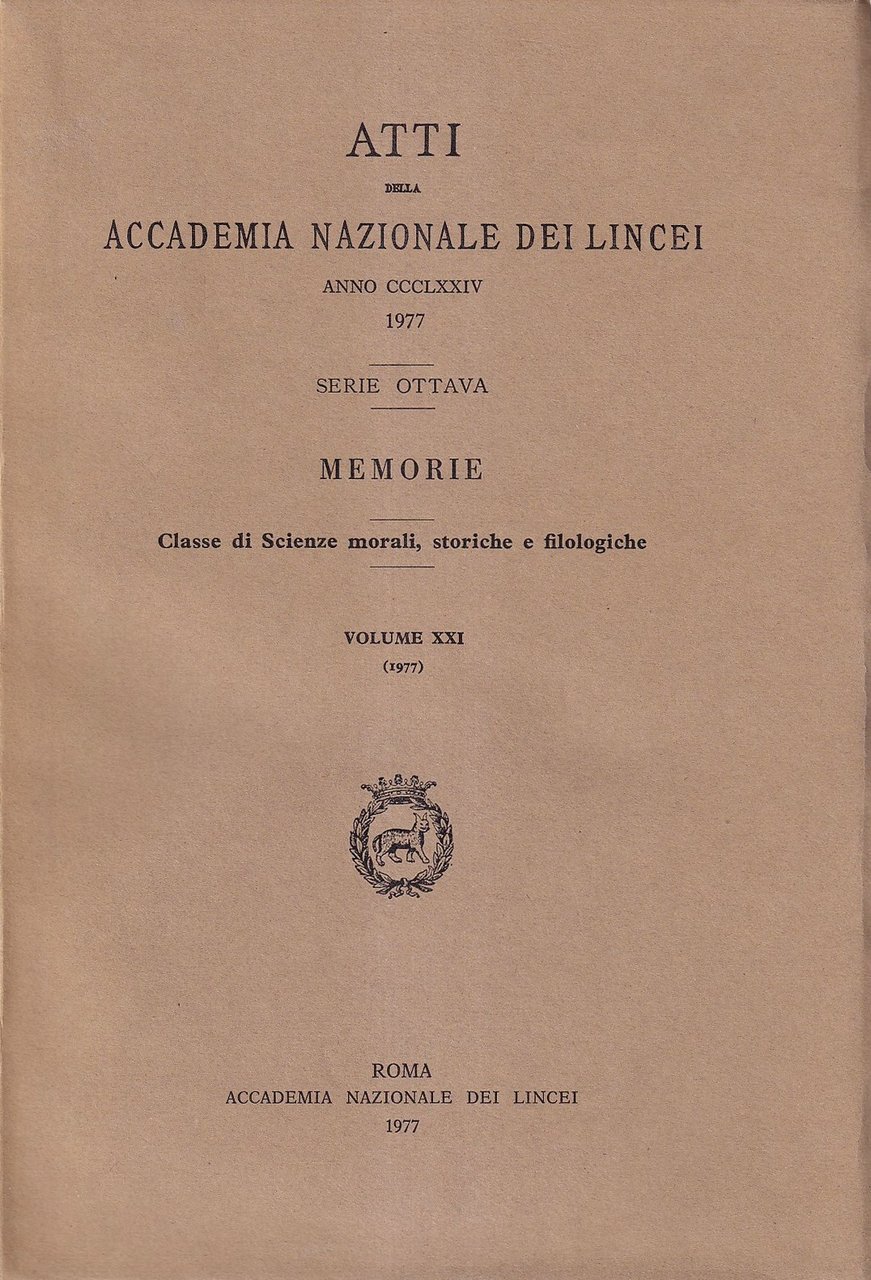 ATTI
DELLA
ACCADEMIA NAZIONALE DEI LINCEI
ANNO CCCLXXIV
1977
SERIE OTTAVA
MEMORIE
Classe di Scienze morali, storiche e filologiche
VOLUME XXI
(1977)
ROMA
ACCADEMIA NAZIONALE DEI LINCEI
1977